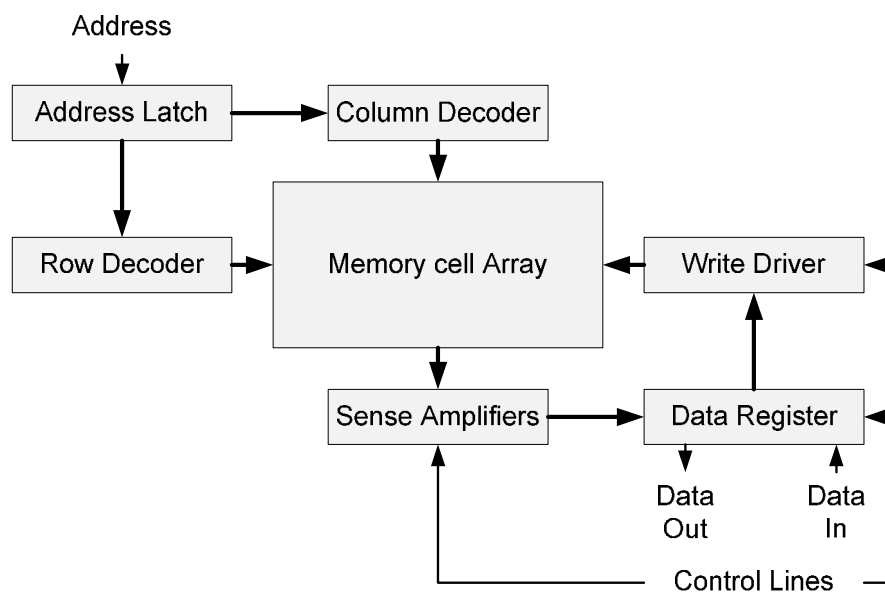 Address
Address Latch
Column Decoder
Row Decoder
Memory cell Array
Write Driver
Sense Amplifiers
Data Register
Data
Out
Data
In
Control Lines